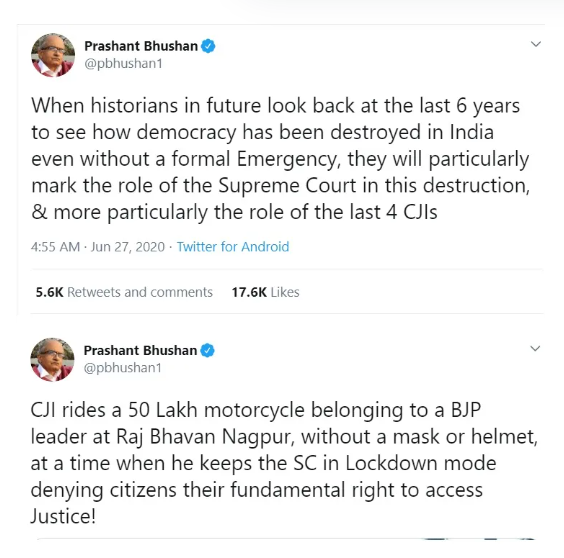 Prashant Bhushan
@pbhushan1
When historians in future look back at the last 6 years
to see how democracy has been destroyed in India
even without a formal Emergency, they will particularly
mark the role of the Supreme Court in this destruction,
& more particularly the role of the last 4 CJIs
4:55 AM · Jun 27, 2020 · Twitter for Android
5.6K Retweets and comments 17.6K Likes
Prashant Bhushan
@pbhushan1
CJI rides a 50 Lakh motorcycle belonging to a BJP
leader at Raj Bhavan Nagpur, without a mask or helmet,
at a time when he keeps the SC in Lockdown mode
denying citizens their fundamental right to access
Justice!